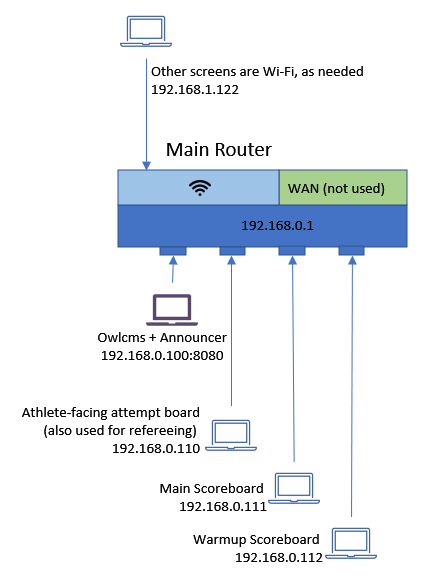 Other screens are Wi-Fi, as needed
192.168.1.122
Main Router
WAN (not used)
192.168.0.1
Owlcms + Announcer
192.168.0.100:8080
Athlete-facing attempt board
(also used for refereeing)
192.168.0.110
Main Scoreboard
192.168.0.111
Warmup Scoreboard
192.168.0.112